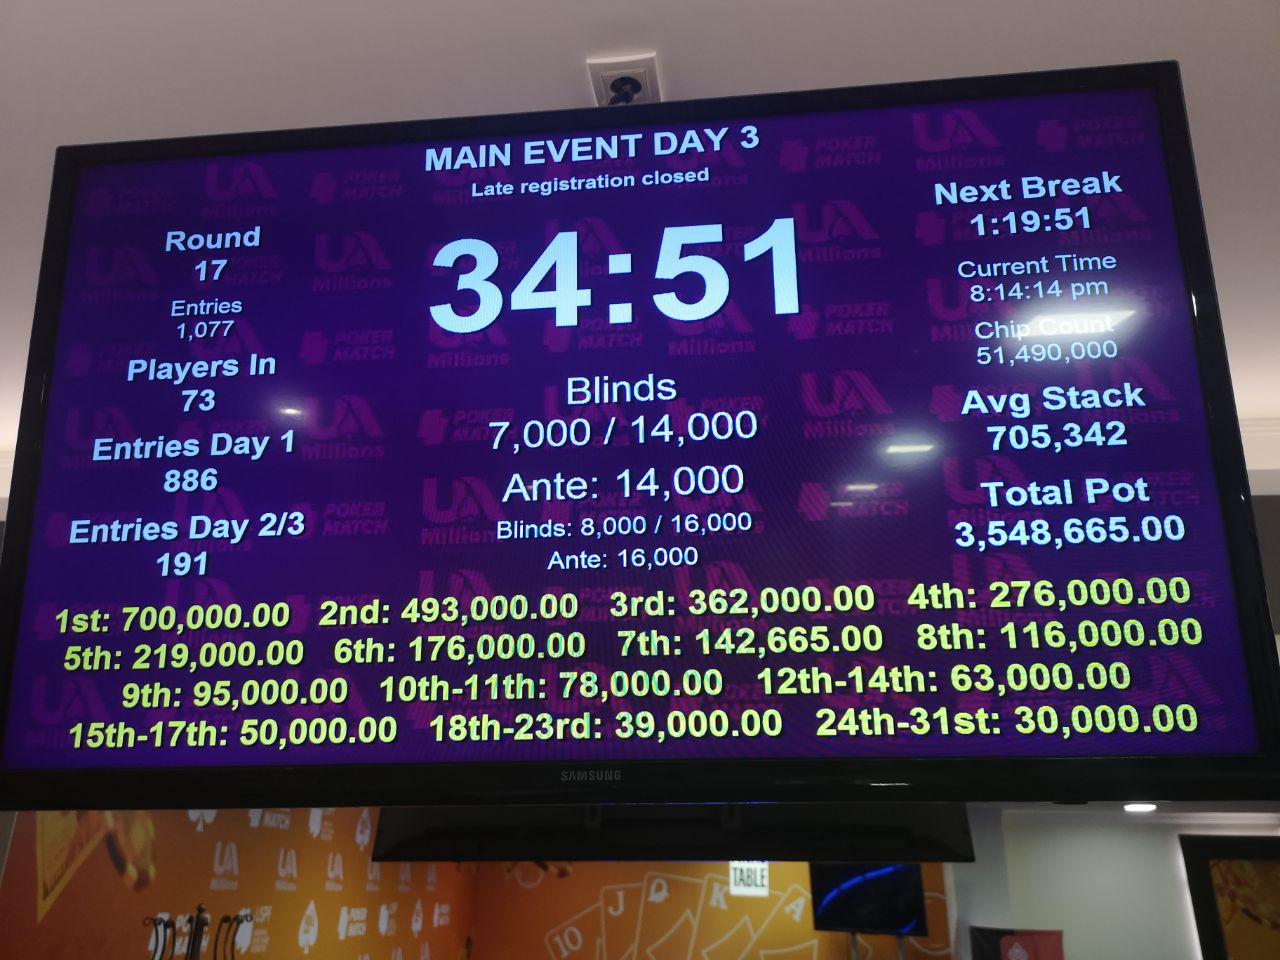 MAIN EVENT DAY 3
Late registration closed
34:51
Round
17
Entries
1,077
Players In
73
Entries Day 1
886
Entries Day 2/3
191
Blinds
7,000 / 14,000
Ante: 14,000
Blinds: 8,000 / 16,000
Ante: 16,000
Next Break
1:19:51
Current Time
8:14:14 pm
Chip Count
51,490,000
Avg Stack
705,342
Total Pot
3,548,665.00
1st: 700,000.00 2nd: 493,000.00 3rd: 362,000.00 4th: 276,000.00
5th: 219,000.00 6th: 176,000.00 7th: 142,665.00 8th: 116,000.00
9th: 95,000.00 10th-11th: 78,000.00 12th-14th: 63,000.00
15th-17th: 50,000.00 18th-23rd: 39,000.00 24th-31st: 30,000.00
SAMSUNG
UA
Millions
POKER
MATCH
TABLE
10 J Q K A